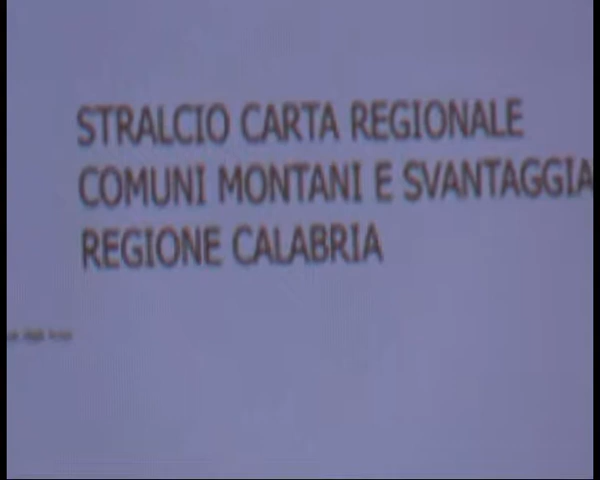 STRALCIO CARTA REGIONALE
COMUNI MONTANI E SVANTAGGIA
REGIONE CALABRIA